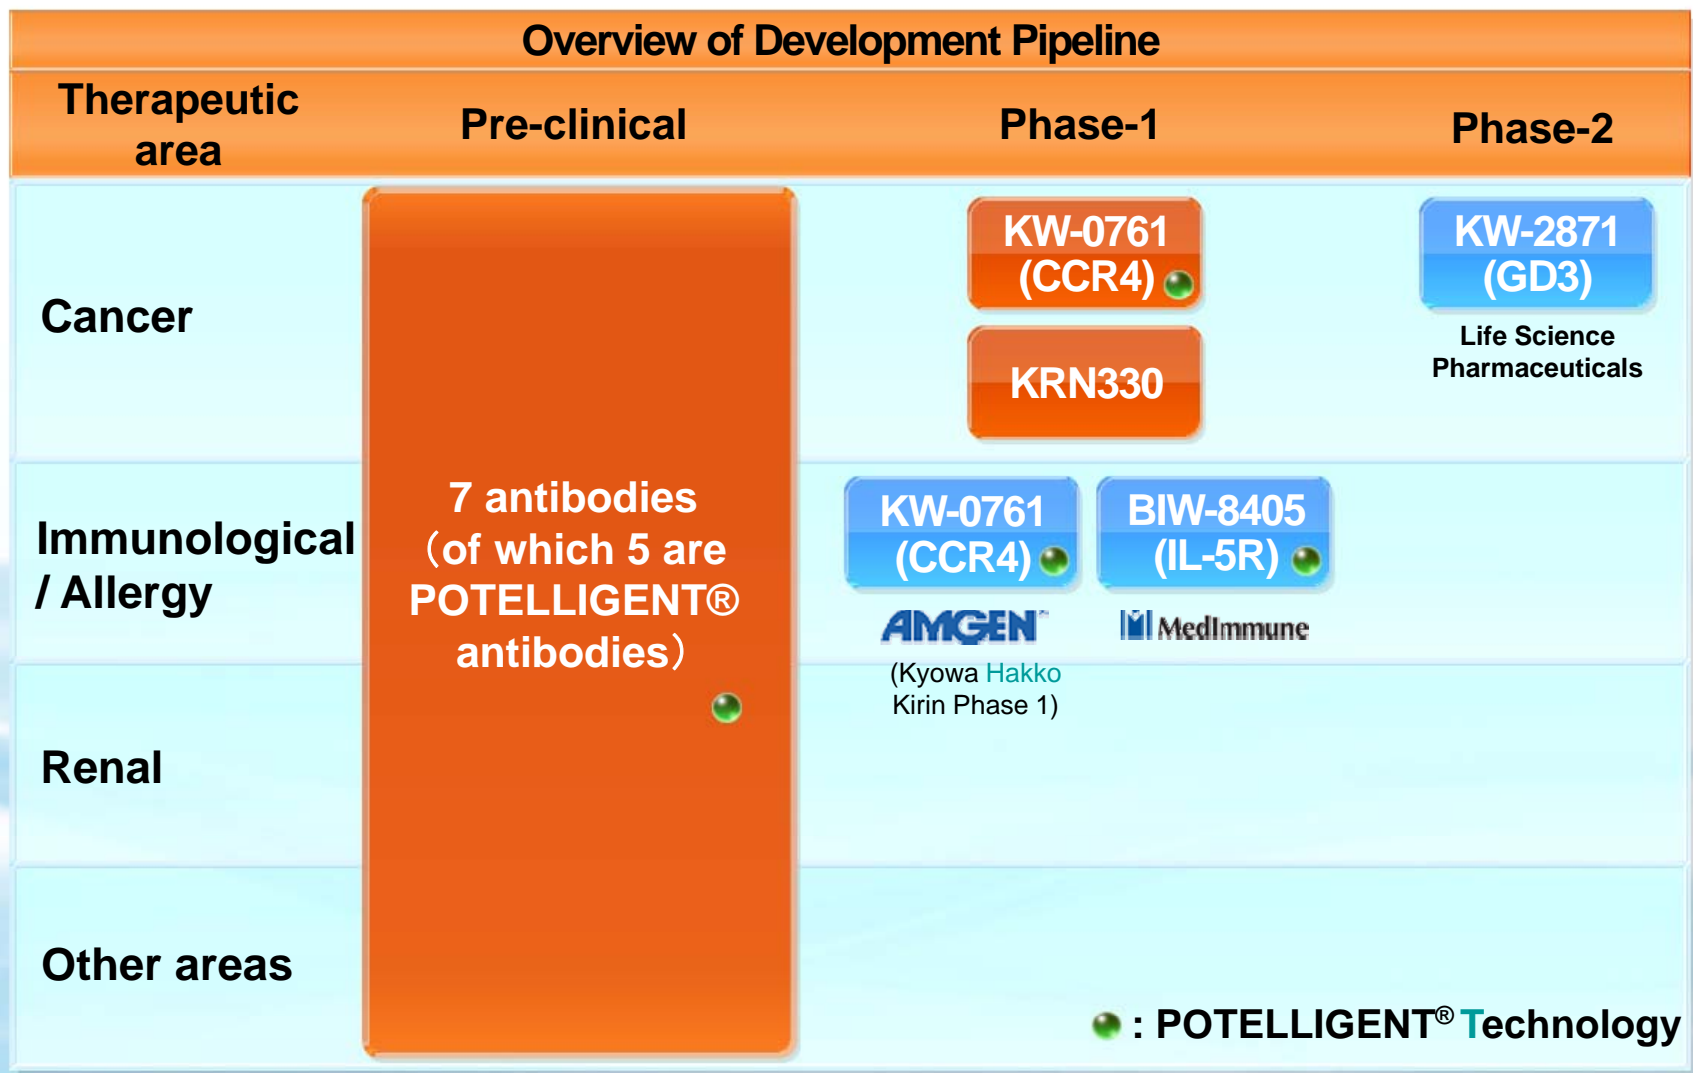 Overview of Development Pipeline
Therapeutic
area
Pre-clinical
Phase-1
Phase-2
Cancer
KW-0761
(CCR4)
KRN330
KW-2871
(GD3)
Life Science
Pharmaceuticals
7 antibodies
（of which 5 are
POTELLIGENT®
antibodies）
Immunological
/ Allergy
KW-0761
(CCR4)
AMGEN™
(Kyowa Hakko
Kirin Phase 1)
BIW-8405
(IL-5R)
MedImmune
Renal
Other areas
: POTELLIGENT® Technology